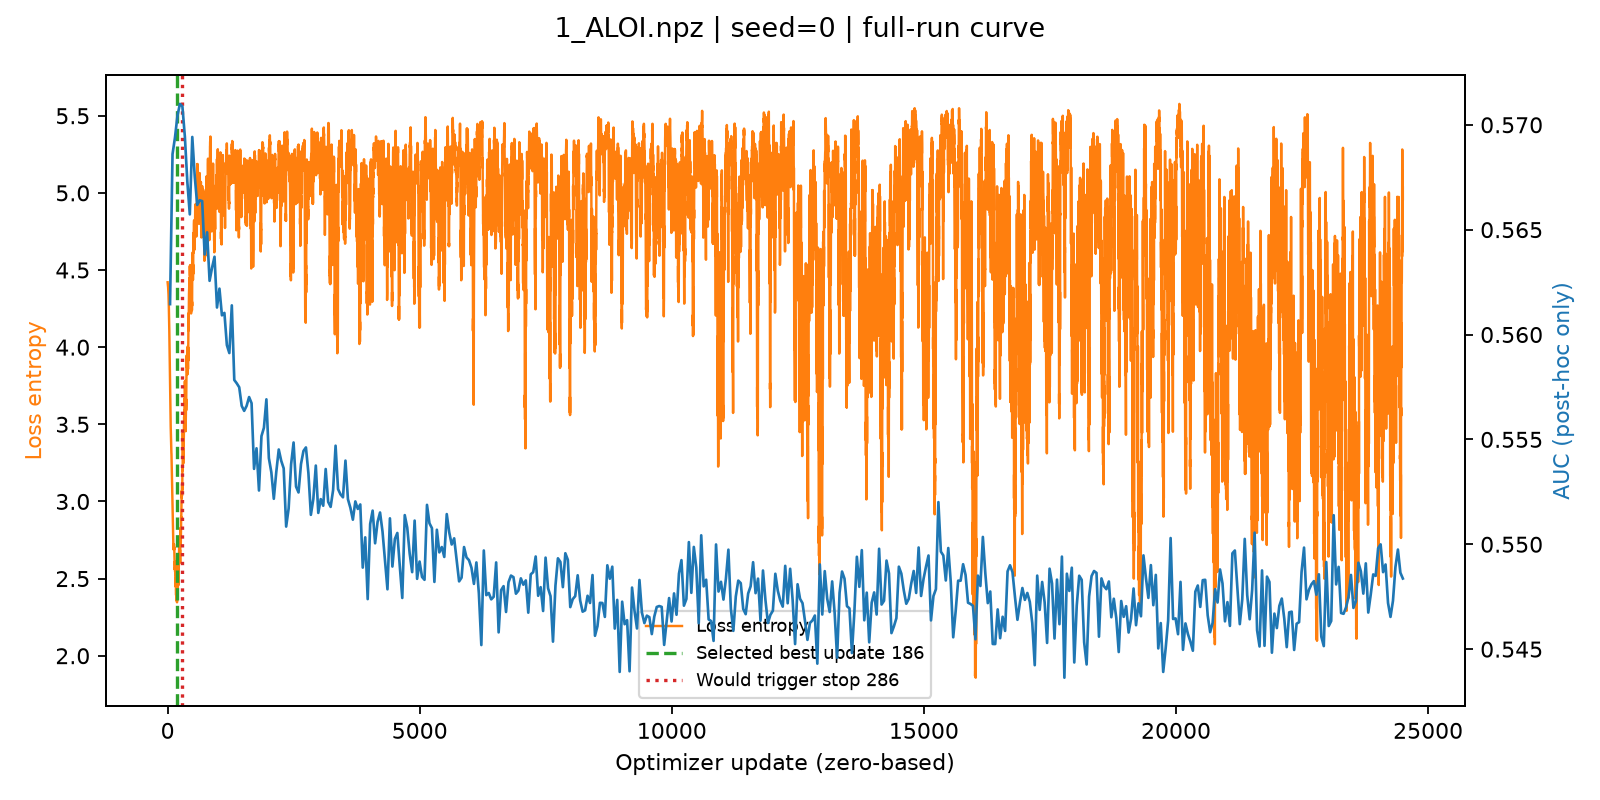 1_ALOI.npz | seed=0 | full-run curve
Loss entropy
5.5
5.0
4.5
4.0
3.5
3.0
2.5
2.0
0.570
0.565
0.560
0.555
0.550
0.545
AUC (post-hoc only)
Loss entropy
Selected best update 186
Would trigger stop 286
0 5000 10000 15000 20000 25000
Optimizer update (zero-based)